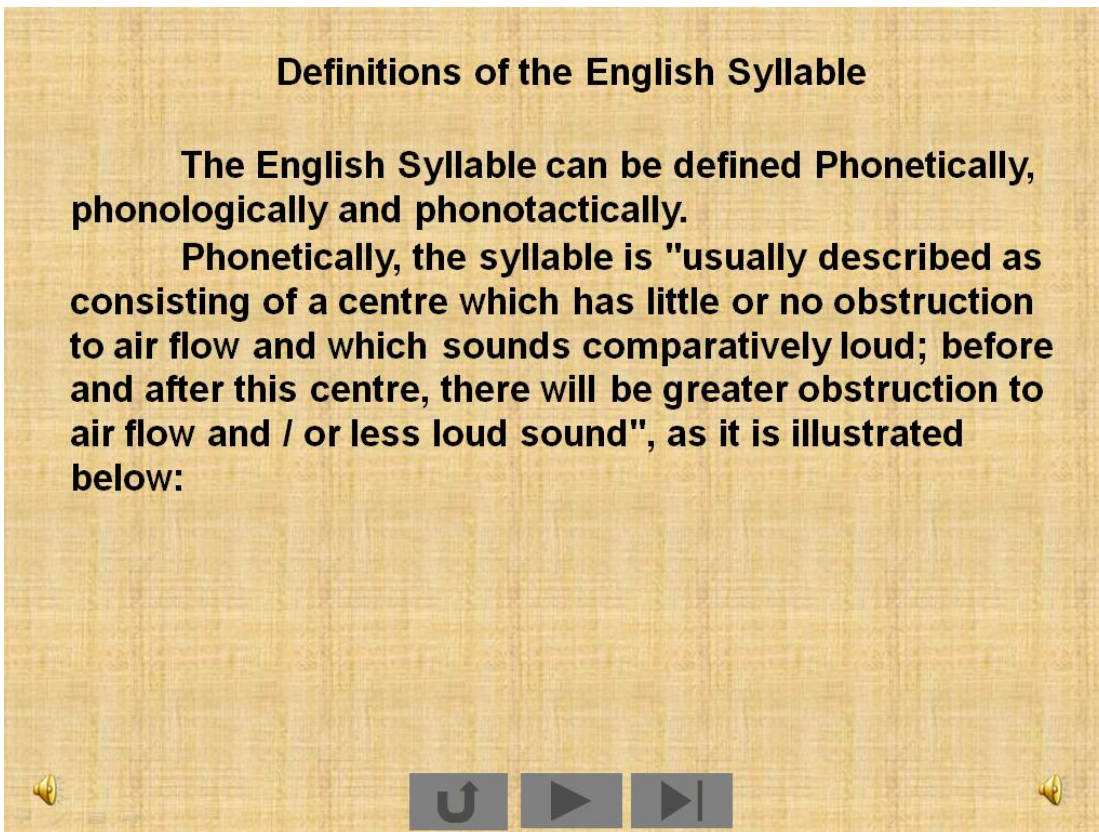 Definitions of the English Syllable
The English Syllable can be defined Phonetically,
phonologically and phonotactically.
Phonetically, the syllable is "usually described as
consisting of a centre which has little or no obstruction
to air flow and which sounds comparatively loud; before
and after this centre, there will be greater obstruction to
air flow and / or less loud sound", as it is illustrated
below: